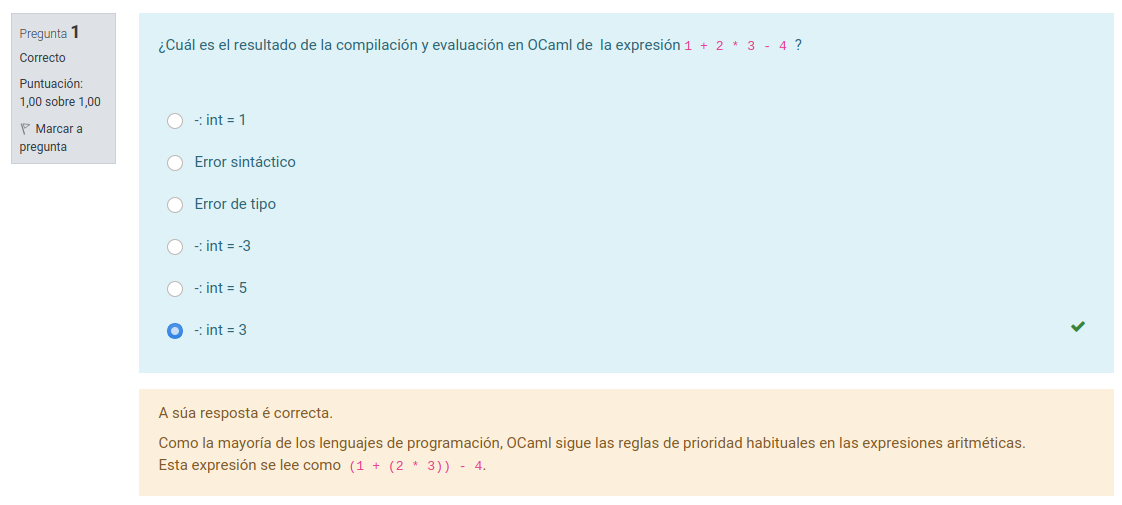 Pregunta 1
Correcto
Puntuación:
1,00 sobre 1,00
Marcar a
pregunta
¿Cuál es el resultado de la compilación y evaluación en OCaml de la expresión 1 + 2 * 3 - 4 ?
-: int = 1
Error sintáctico
Error de tipo
-: int = -3
-: int = 5
-: int = 3
A súa resposta é correcta.
Como la mayoría de los lenguajes de programación, OCaml sigue las reglas de prioridad habituales en las expresiones aritméticas.
Esta expresión se lee como (1 + (2 * 3)) - 4.